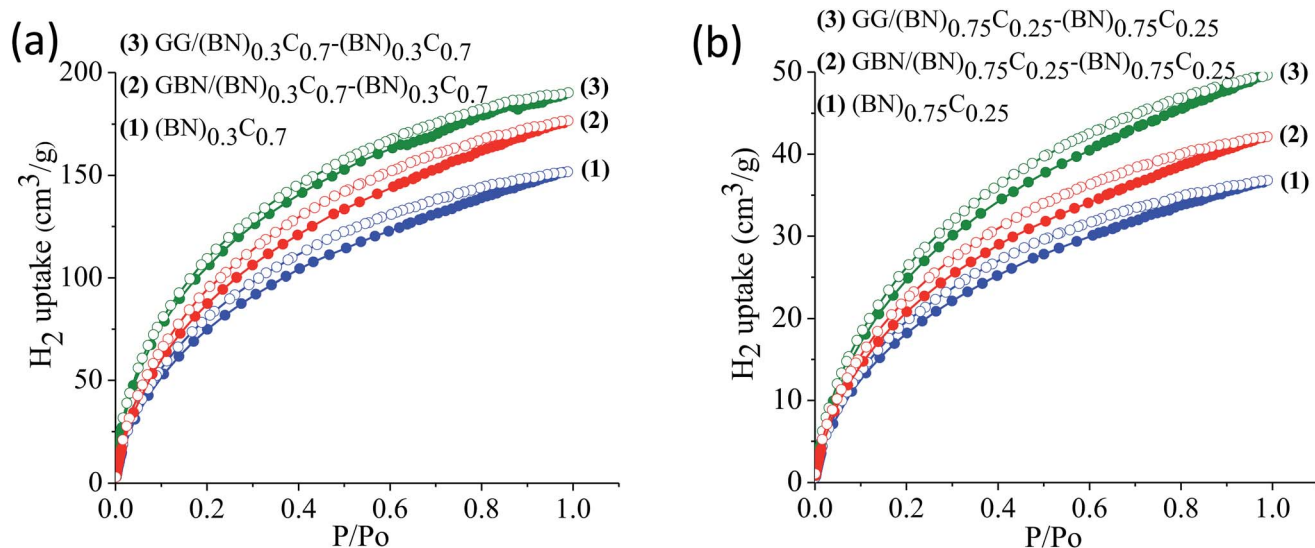 (a)
(3) GG/(BN)0.3C0.7-(BN)0.3C0.7
(2) GBN/(BN)0.3C0.7-(BN)0.3C0.7
(1) (BN)0.3C0.7
200
150
100
50
0
H2 uptake (cm3/g)
(3)
(2)
(1)
0.0 0.2 0.4 0.6 0.8 1.0
P/Po
(b)
(3) GG/(BN)0.75C0.25-(BN)0.75C0.25
(2) GBN/(BN)0.75C0.25-(BN)0.75C0.25
(1) (BN)0.75C0.25
50
40
30
20
10
0
H2 uptake (cm3/g)
(3)
(2)
(1)
0.0 0.2 0.4 0.6 0.8 1.0
P/Po